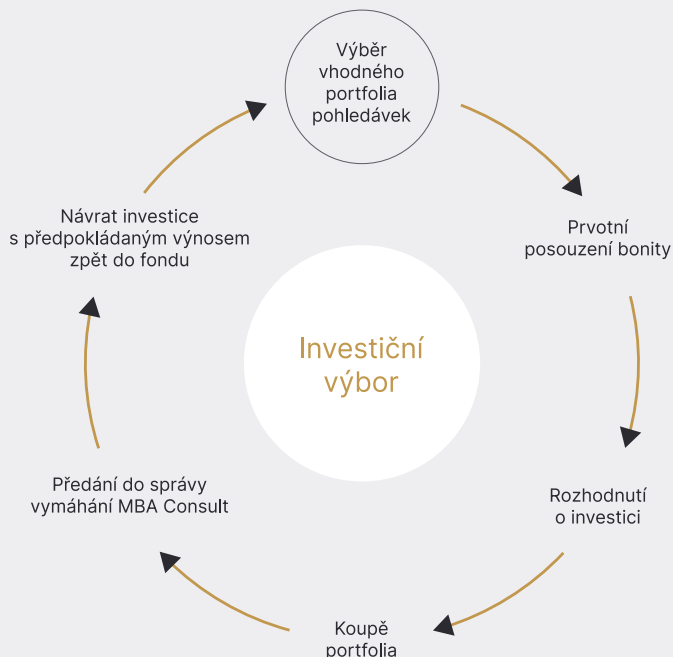 Výběr
vhodného
portfolia
pohledávek
Prvotní
posouzení bonity
Rozhodnutí
o investici
Koupě
portfolia
Předání do správy
vymáhání MBA Consult
Návrat investice
s předpokládaným výnosem
zpět do fondu
Investiční
výbor